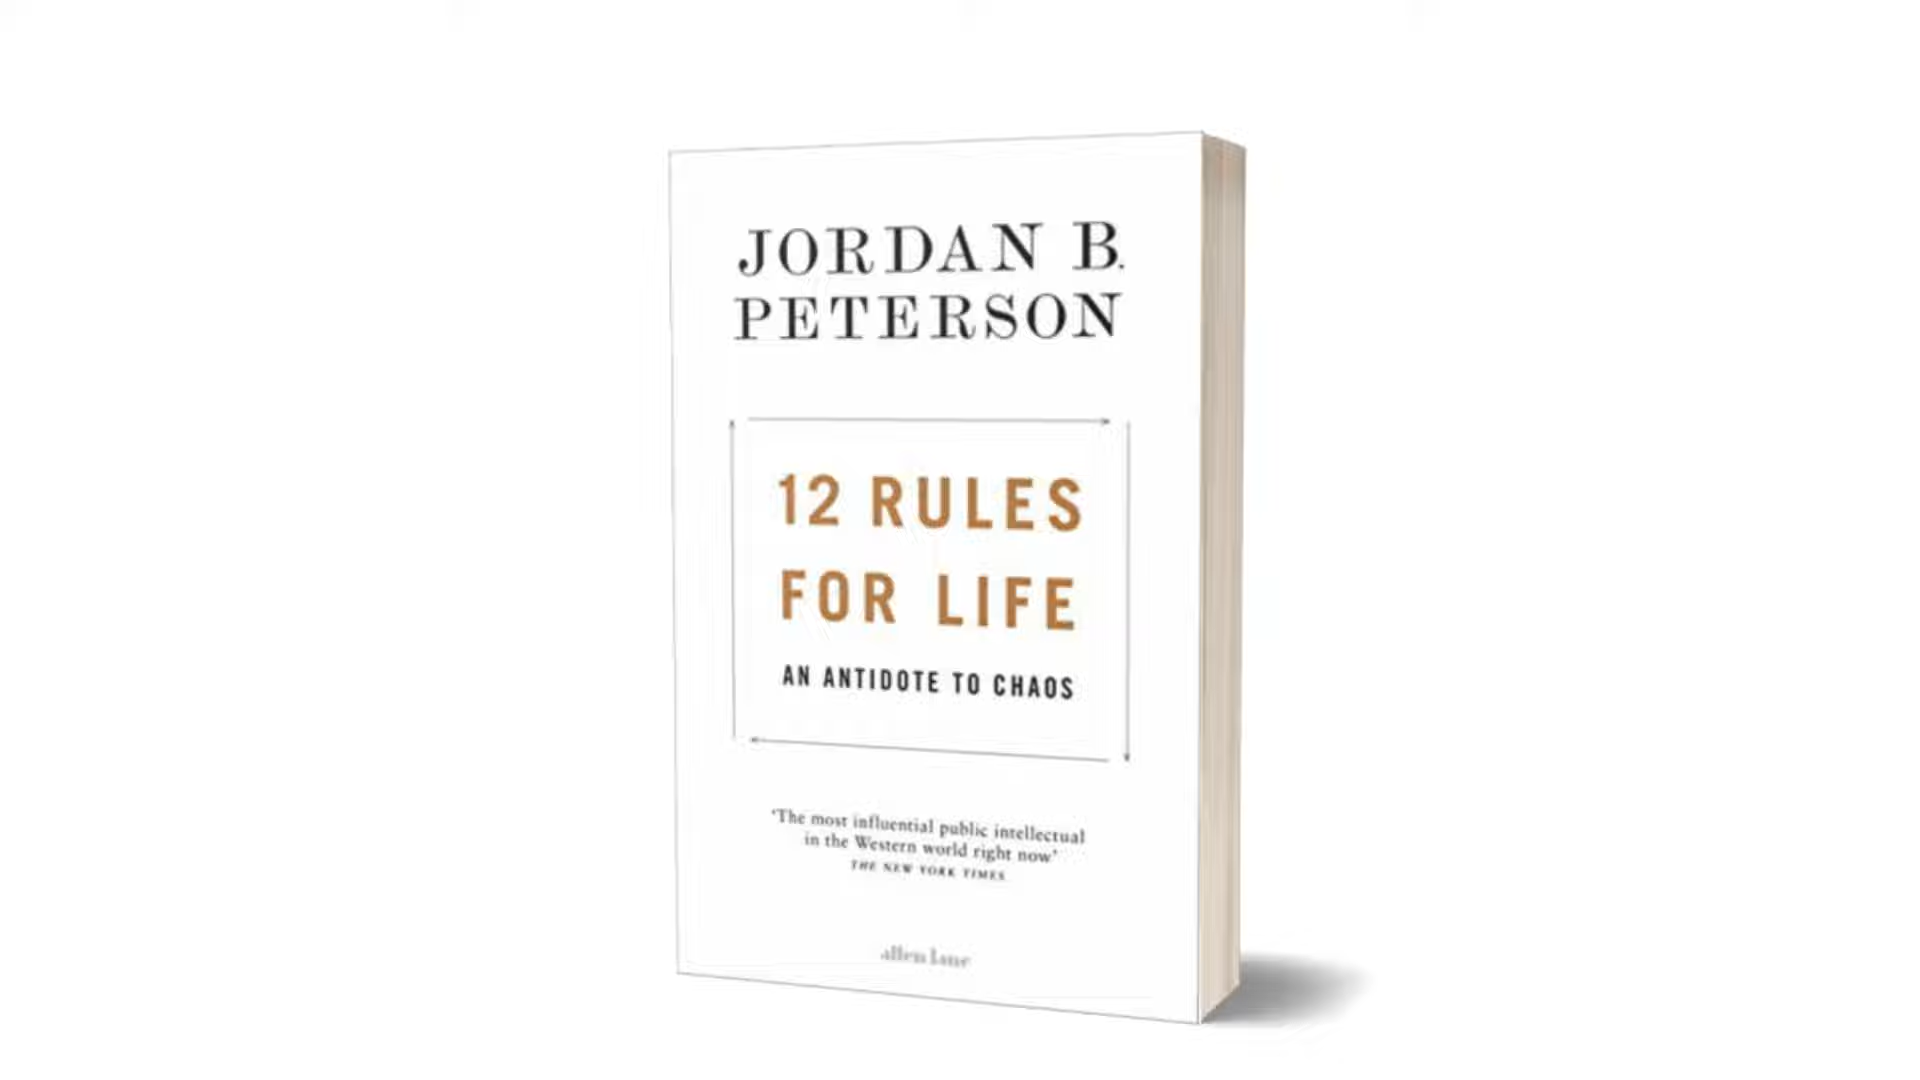 JORDAN B.
PETERSON
12 RULES
FOR LIFE
AN ANTIDOTE TO CHAOS
'The most influential public intellectual
in the Western world right now'
THE NEW YORK TIMES
allen lane